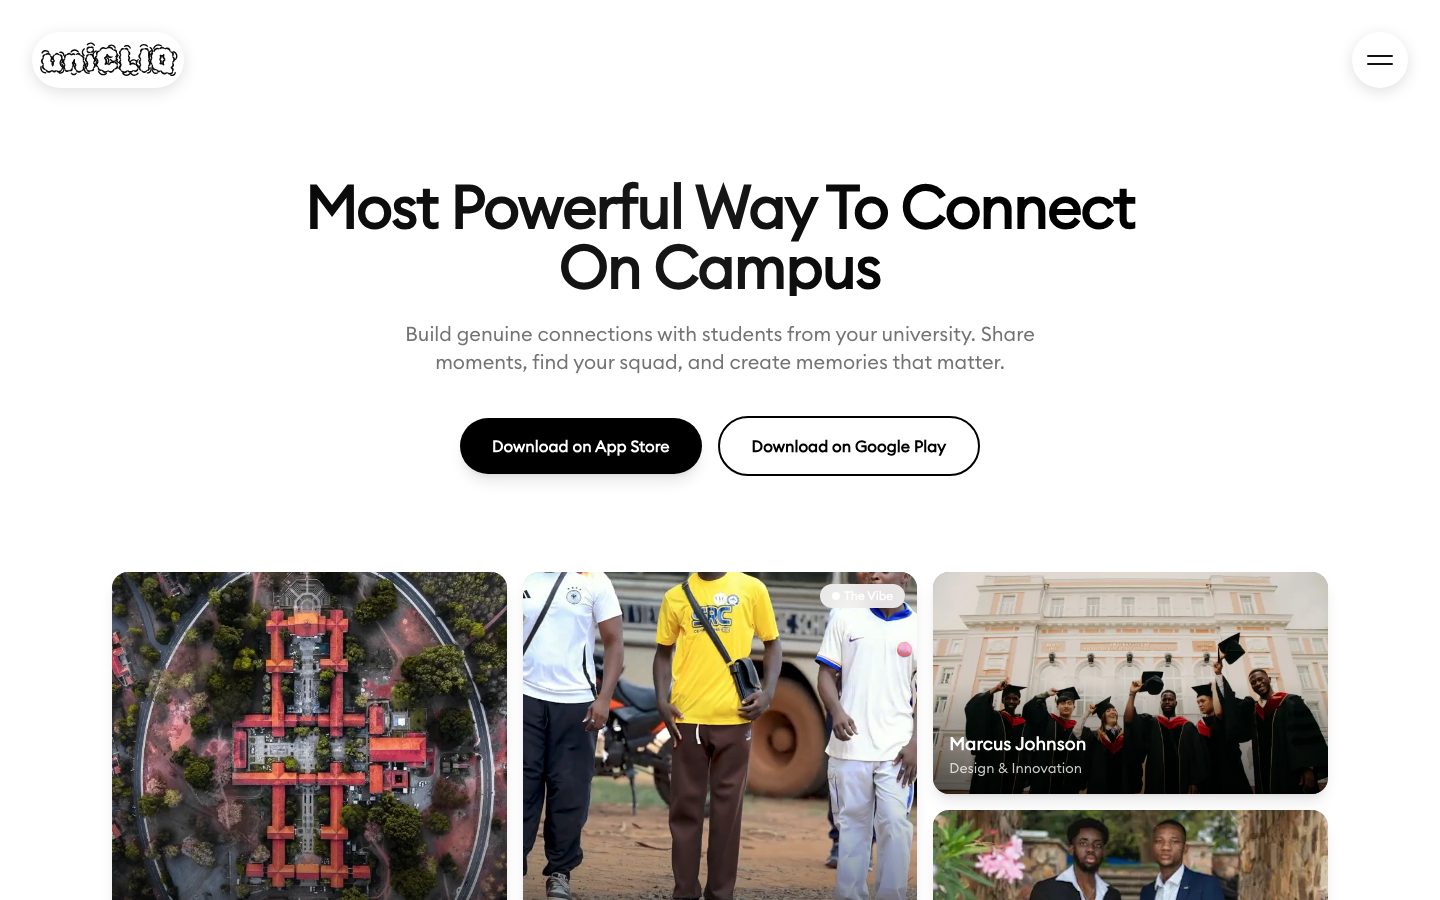 uniCLIQ
Most Powerful Way To Connect
On Campus
Build genuine connections with students from your university. Share
moments, find your squad, and create memories that matter.
Download on App Store
Download on Google Play
The Vibe
SRC
Marcus Johnson
Design & Innovation